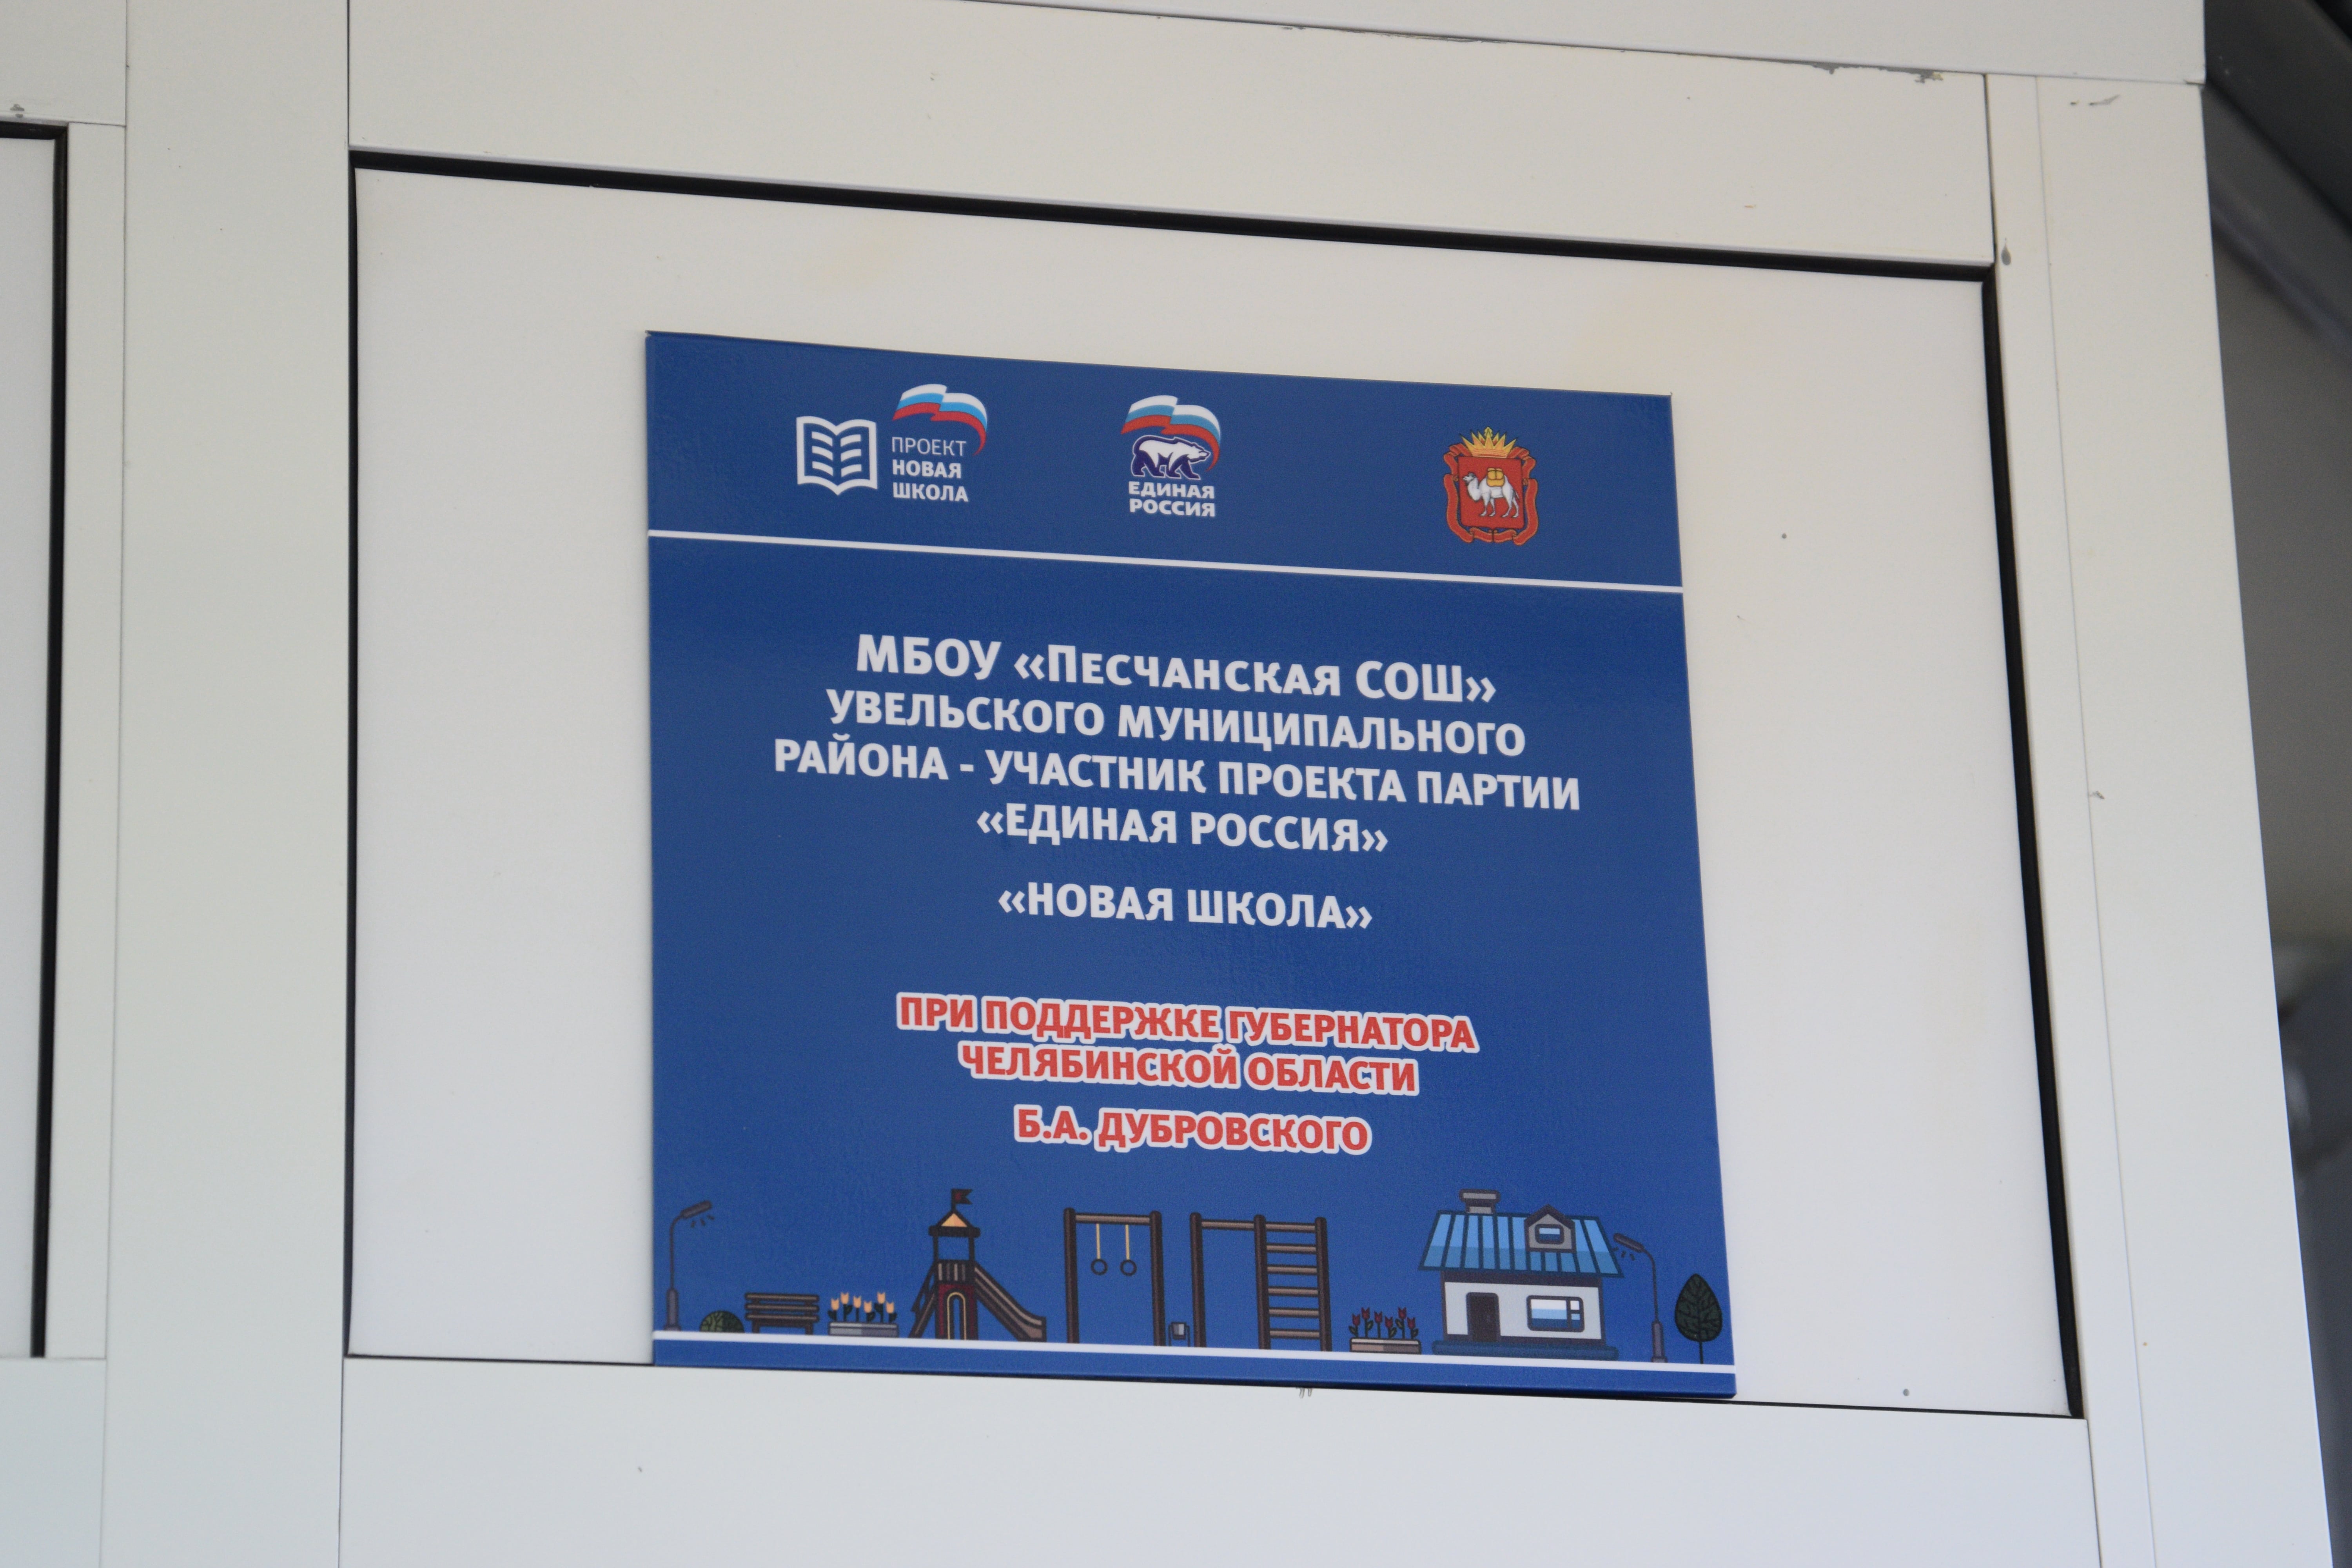 ПРОЕКТ
НОВАЯ
ШКОЛА
ЕДИНАЯ
РОССИЯ
МБОУ «ПЕСЧАНСКАЯ СОШ»
УВЕЛЬСКОГО МУНИЦИПАЛЬНОГО
РАЙОНА - УЧАСТНИК ПРОЕКТА ПАРТИИ
«ЕДИНАЯ РОССИЯ»
«НОВАЯ ШКОЛА»
ПРИ ПОДДЕРЖКЕ ГУБЕРНАТОРА
ЧЕЛЯБИНСКОЙ ОБЛАСТИ
Б.А. ДУБРОВСКОГО